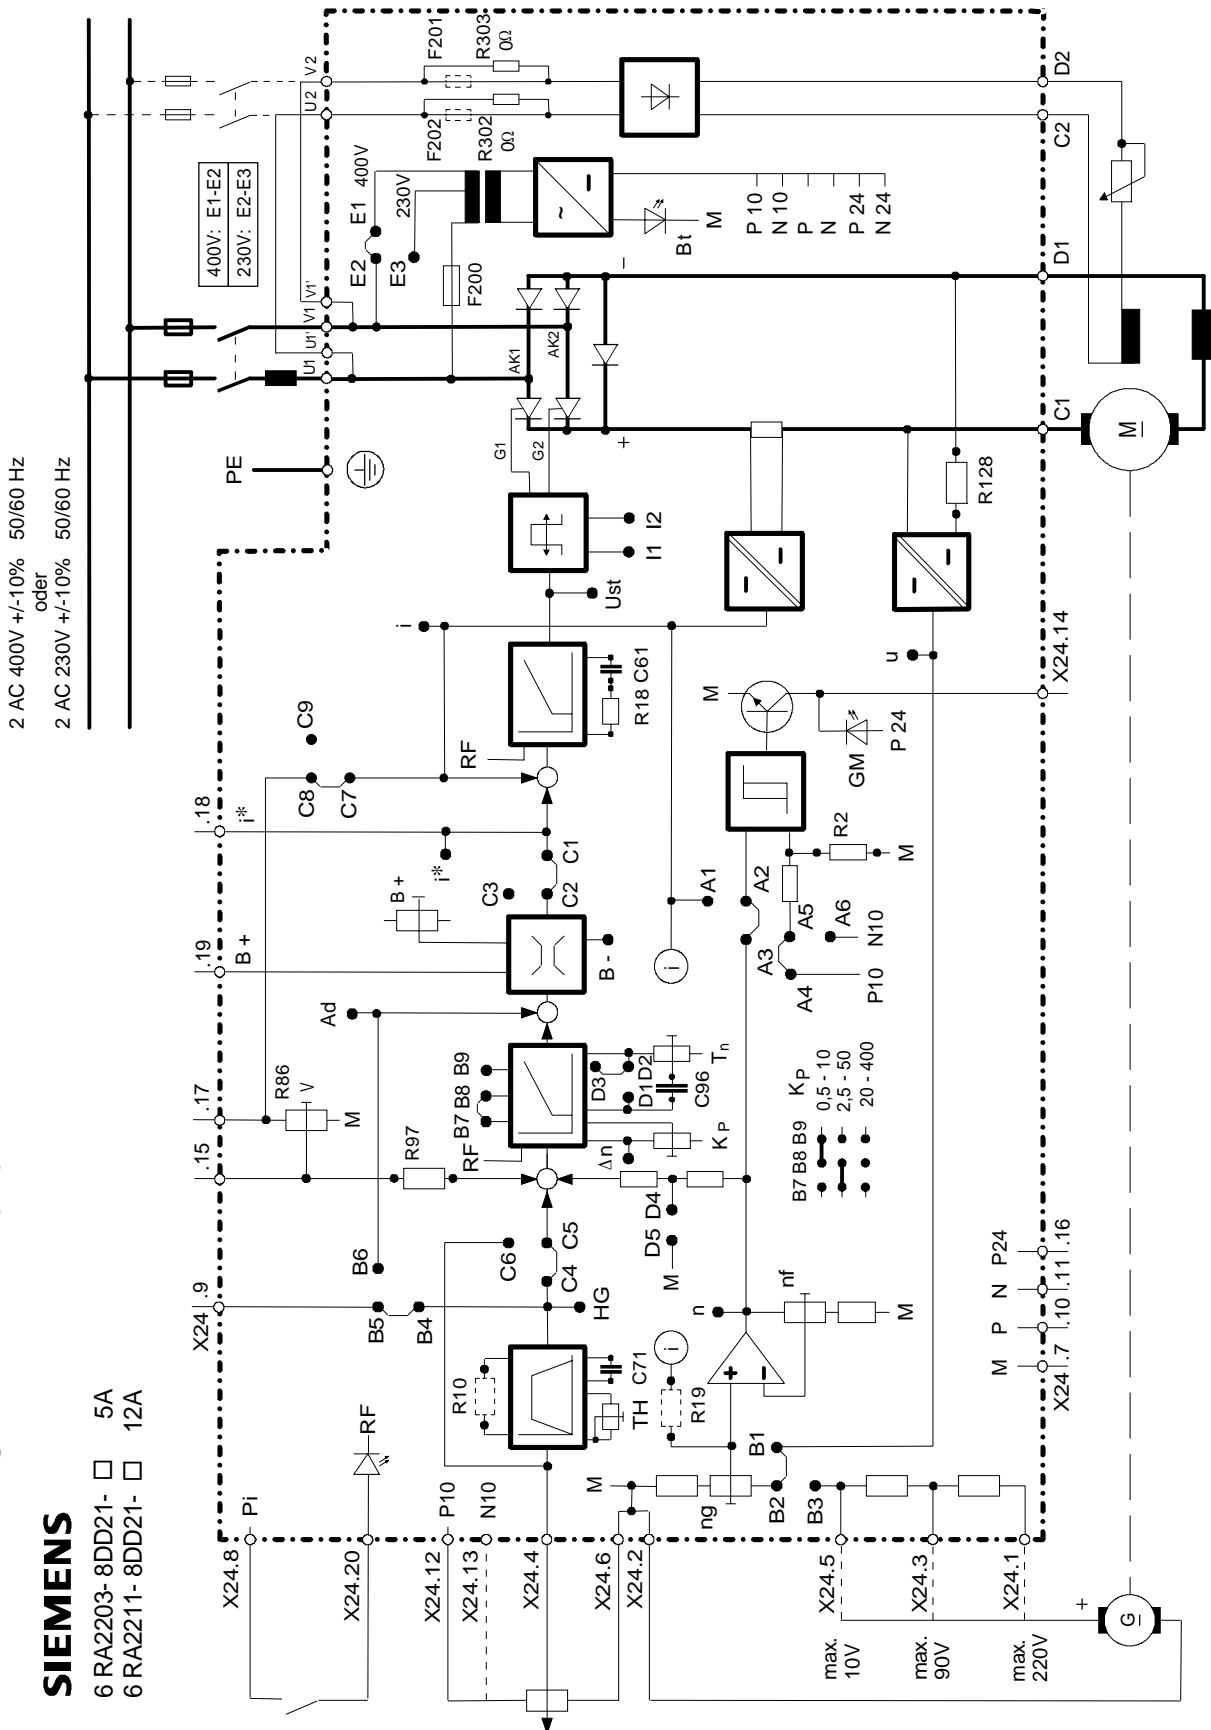 SIEMENS
6 RA2203- 8DD21- □ 5A
6 RA2211- 8DD21- □ 12A
2 AC 400V +/-10% 50/60 Hz
oder
2 AC 230V +/-10% 50/60 Hz
400V: E1-E2
230V: E2-E3
PE
U1
U1'
V1
V1'
U2
V2
F201
R303
0Ω
F202
R302
0Ω
E1
400V
E2
230V
E3
F200
~
Bt
M
P 10
N 10
P
N
P 24
N 24
AK1
AK2
G1
G2
+
−
D2
C2
D1
C1
M
R128
X24
.9
.15
.17
.19
.18
B +
i*
R86
V
M
R97
C8
C7
C9
i
RF
R18
C61
Ust
I1
I2
i*
C3
C2
C1
B +
B -
Ad
B7
B8
B9
RF
D3
D1
D2
C96
Tn
KP
Δn
D4
D5
M
B6
B5
B4
C6
C5
C4
HG
R10
TH
C71
RF
Pi
P10
N10
X24.8
X24.20
X24.12
X24.13
X24.4
X24.6
X24.2
X24.5
X24.3
X24.1
max.
10V
max.
90V
max.
220V
+
G
M
ng
B2
B1
B3
R19
i
+
−
n
nf
M
i
A1
A2
A3
A5
A4
A6
P10
N10
R2
M
M
GM
P 24
u
X24.14
B7 B8 B9
KP
0,5 - 10
2,5 - 50
20 - 400
M
P
N
P24
X24
.7
.10
.11
.16